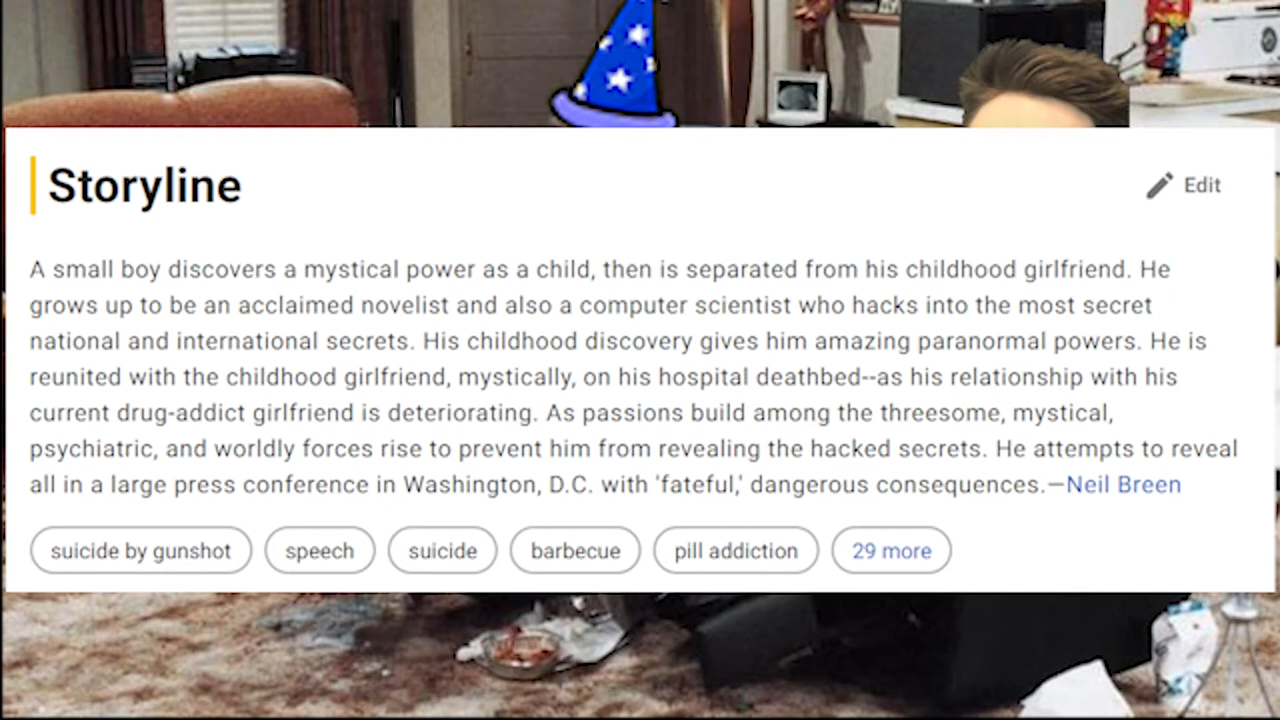 Storyline
Edit
A small boy discovers a mystical power as a child, then is separated from his childhood girlfriend. He
grows up to be an acclaimed novelist and also a computer scientist who hacks into the most secret
national and international secrets. His childhood discovery gives him amazing paranormal powers. He is
reunited with the childhood girlfriend, mystically, on his hospital deathbed--as his relationship with his
current drug-addict girlfriend is deteriorating. As passions build among the threesome, mystical,
psychiatric, and worldly forces rise to prevent him from revealing the hacked secrets. He attempts to reveal
all in a large press conference in Washington, D.C. with 'fateful,' dangerous consequences.—Neil Breen
suicide by gunshot
speech
suicide
barbecue
pill addiction
29 more